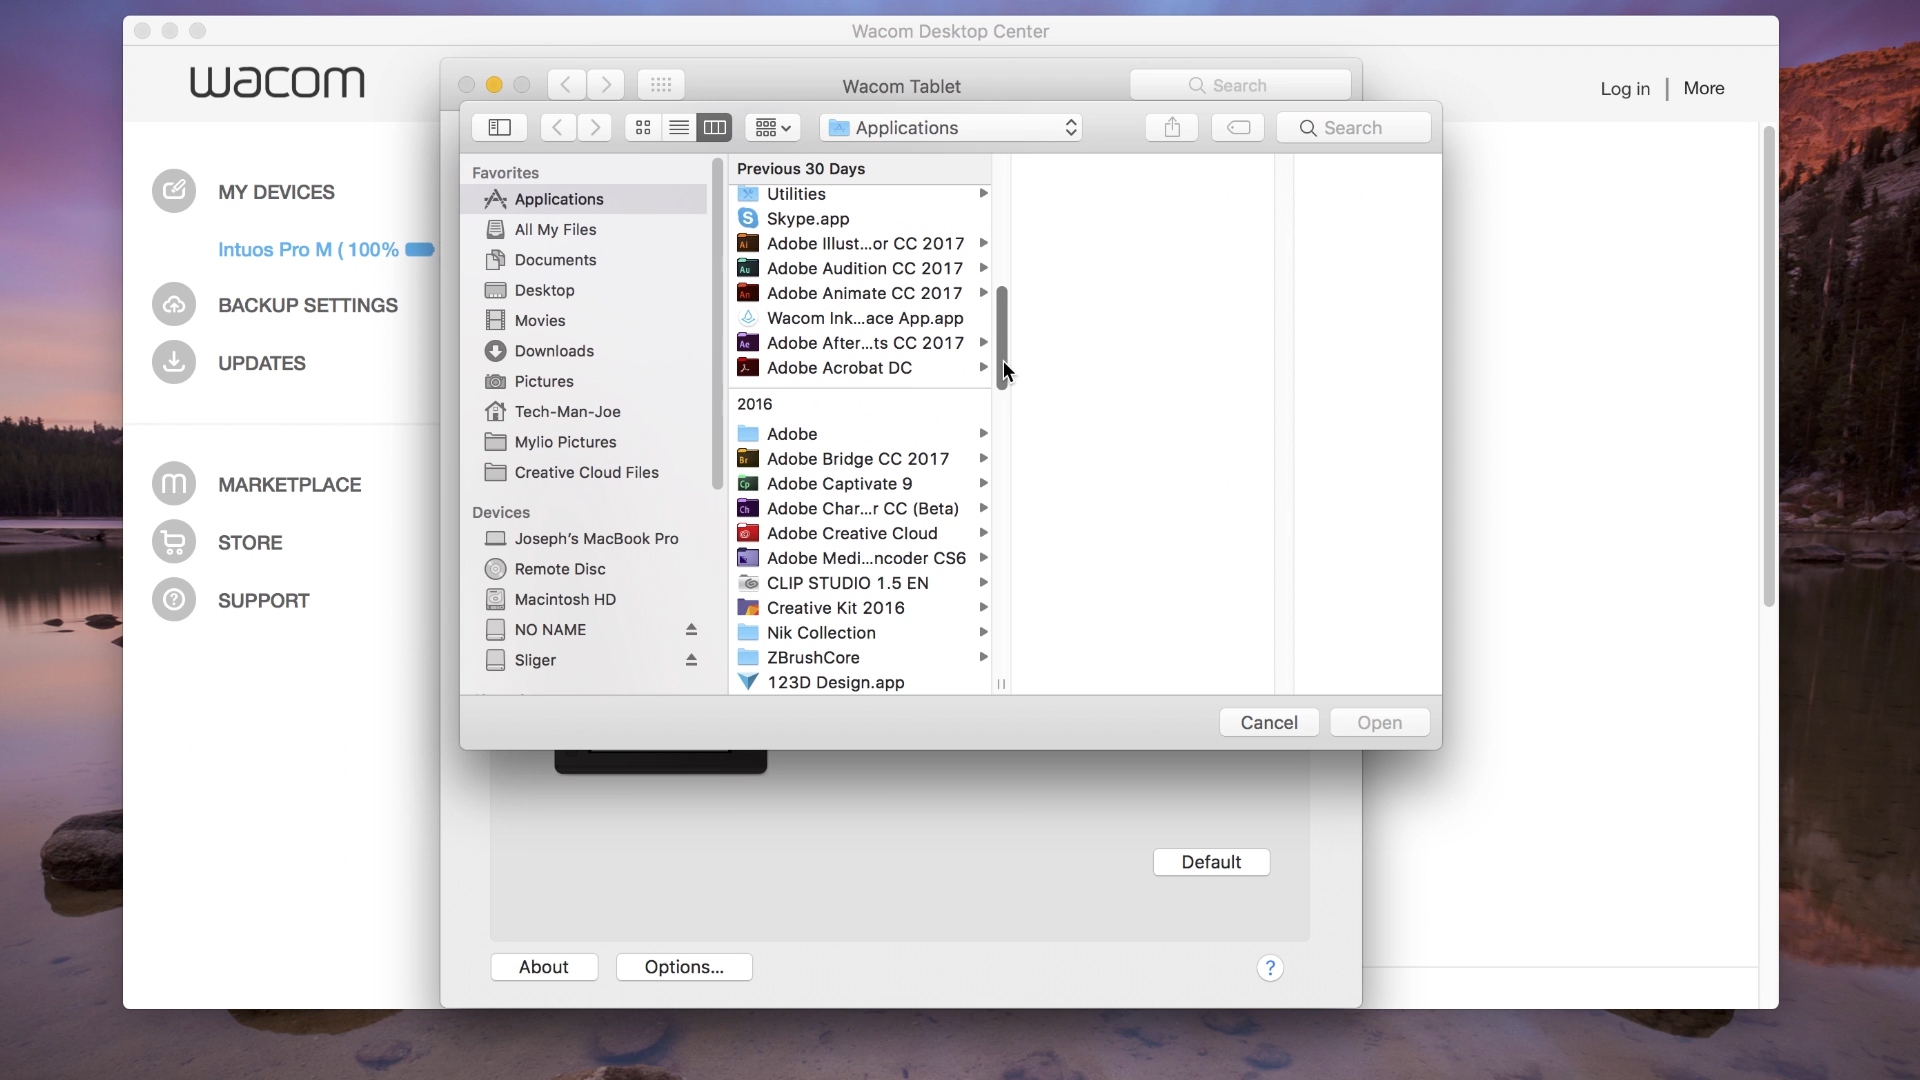 Wacom Desktop Center
wacom
Log in | More
MY DEVICES
Intuos Pro M ( 100%
BACKUP SETTINGS
UPDATES
MARKETPLACE
STORE
SUPPORT
Wacom Tablet
Search
Applications
Search
Favorites
Applications
All My Files
Documents
Desktop
Movies
Downloads
Pictures
Tech-Man-Joe
Mylio Pictures
Creative Cloud Files
Devices
Joseph's MacBook Pro
Remote Disc
Macintosh HD
NO NAME
Sliger
Previous 30 Days
Utilities
Skype.app
Adobe Illust...or CC 2017
Adobe Audition CC 2017
Adobe Animate CC 2017
Wacom Ink...ace App.app
Adobe After...ts CC 2017
Adobe Acrobat DC
2016
Adobe
Adobe Bridge CC 2017
Adobe Captivate 9
Adobe Char...r CC (Beta)
Adobe Creative Cloud
Adobe Medi...ncoder CS6
CLIP STUDIO 1.5 EN
Creative Kit 2016
Nik Collection
ZBrushCore
123D Design.app
Cancel
Open
Default
About
Options...
?